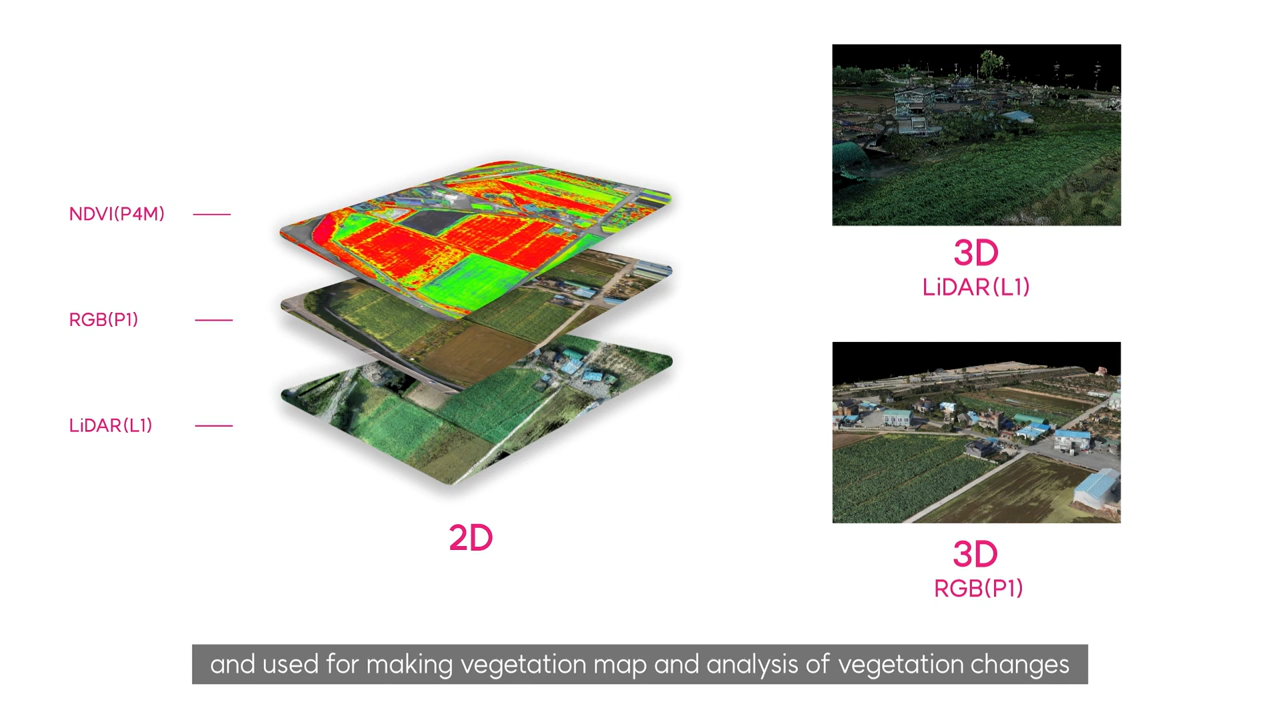 NDVI(P4M)
RGB(P1)
LiDAR(L1)
2D
3D
LiDAR(L1)
3D
RGB(P1)
and used for making vegetation map and analysis of vegetation changes